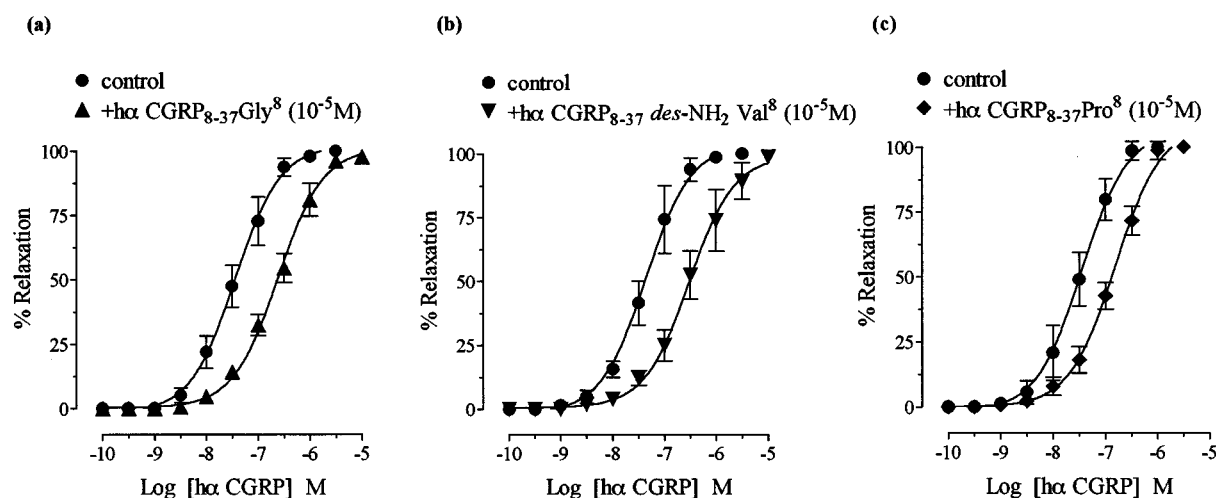 (a)
● control
▲ +hα CGRP₈₋₃₇Gly⁸ (10⁻⁵M)
% Relaxation
100
75
50
25
0
-10 -9 -8 -7 -6 -5
Log [hα CGRP] M
(b)
● control
▼ +hα CGRP₈₋₃₇ des-NH₂ Val⁸ (10⁻⁵M)
% Relaxation
100
75
50
25
0
-10 -9 -8 -7 -6 -5
Log [hα CGRP] M
(c)
● control
◆ +hα CGRP₈₋₃₇Pro⁸ (10⁻⁵M)
% Relaxation
100
75
50
25
0
-10 -9 -8 -7 -6 -5
Log [hα CGRP] M